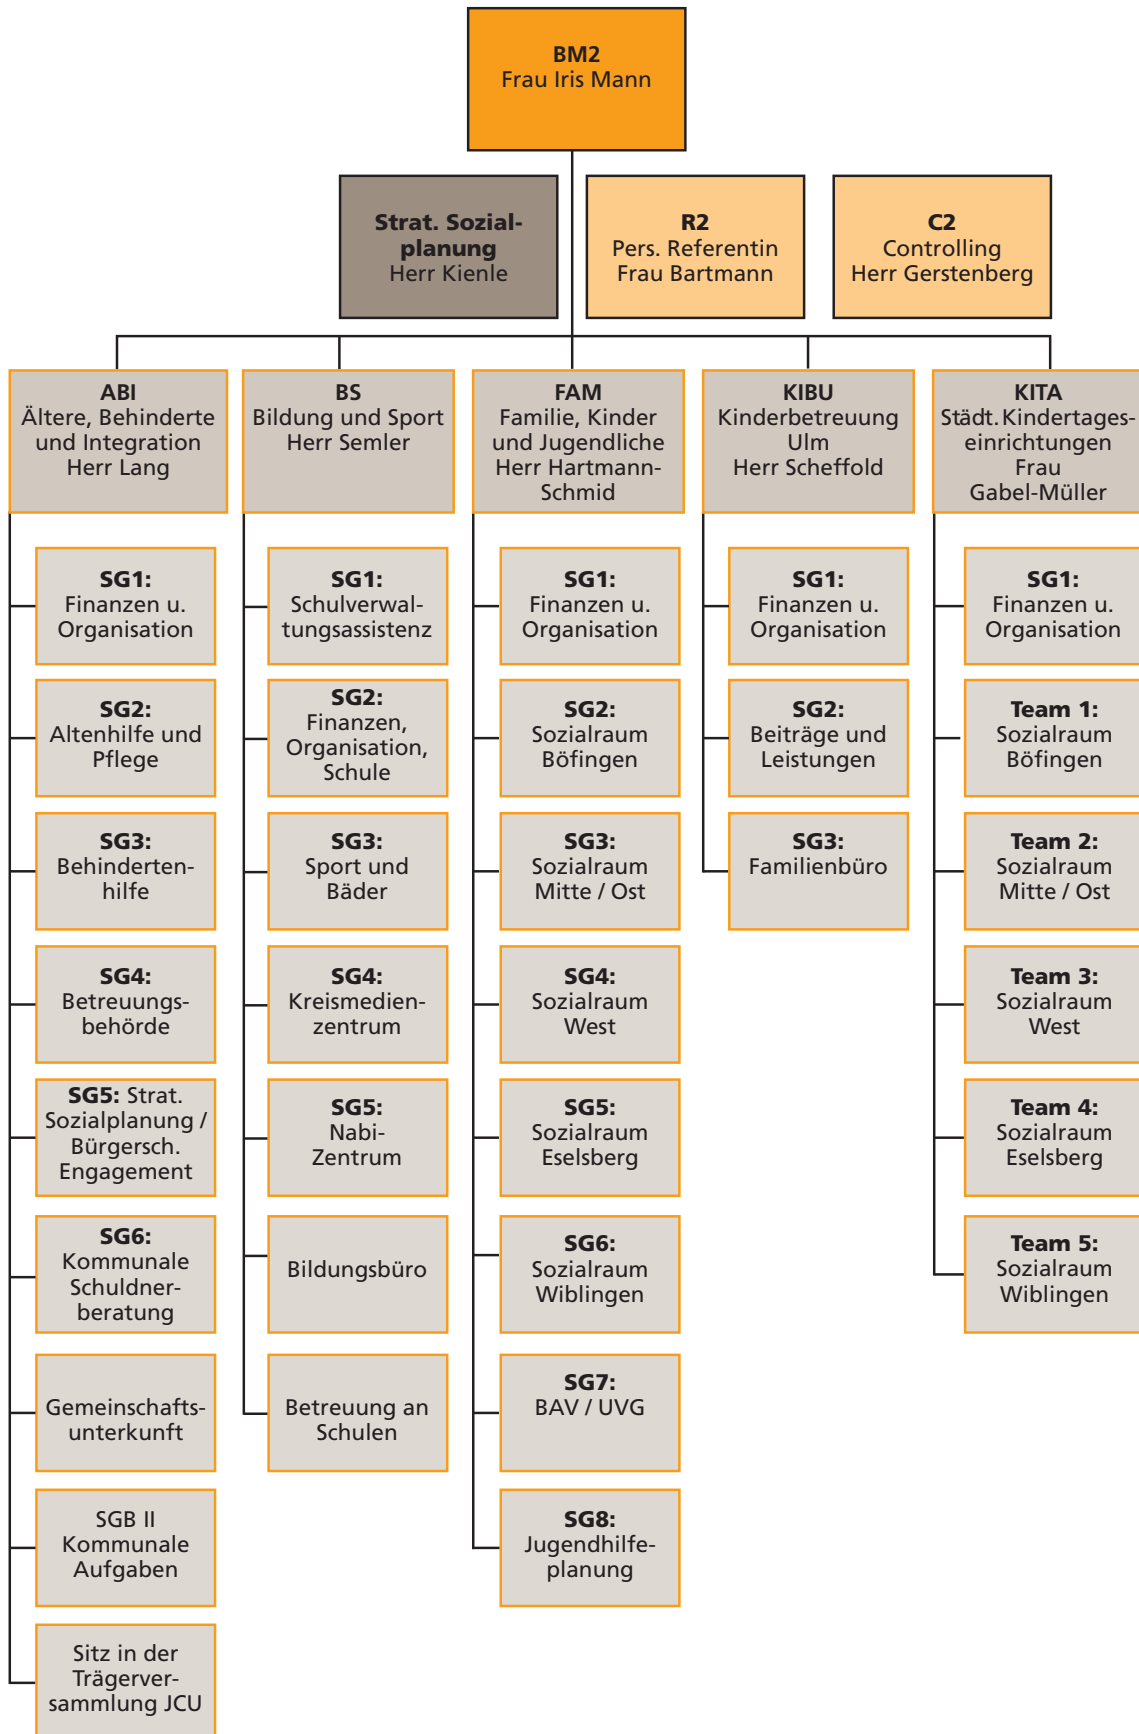 BM2
Frau Iris Mann
Strat. Sozial-
planung
Herr Kienle
R2
Pers. Referentin
Frau Bartmann
C2
Controlling
Herr Gerstenberg
ABI
Ältere, Behinderte
und Integration
Herr Lang
BS
Bildung und Sport
Herr Semler
FAM
Familie, Kinder
und Jugendliche
Herr Hartmann-
Schmid
KIBU
Kinderbetreuung
Ulm
Herr Scheffold
KITA
Städt. Kindertages-
einrichtungen
Frau
Gabel-Müller
SG1:
Finanzen u.
Organisation
SG2:
Altenhilfe und
Pflege
SG3:
Behinderten-
hilfe
SG4:
Betreuungs-
behörde
SG5: Strat.
Sozialplanung /
Bürgersch.
Engagement
SG6:
Kommunale
Schuldner-
beratung
Gemeinschafts-
unterkunft
SGB II
Kommunale
Aufgaben
Sitz in der
Trägerver-
sammlung JCU
SG1:
Schulverwal-
tungsassistenz
SG2:
Finanzen,
Organisation,
Schule
SG3:
Sport und
Bäder
SG4:
Kreismedien-
zentrum
SG5:
Nabi-
Zentrum
Bildungsbüro
Betreuung an
Schulen
SG1:
Finanzen u.
Organisation
SG2:
Sozialraum
Böfingen
SG3:
Sozialraum
Mitte / Ost
SG4:
Sozialraum
West
SG5:
Sozialraum
Eselsberg
SG6:
Sozialraum
Wiblingen
SG7:
BAV / UVG
SG8:
Jugendhilfe-
planung
SG1:
Finanzen u.
Organisation
SG2:
Beiträge und
Leistungen
SG3:
Familienbüro
SG1:
Finanzen u.
Organisation
Team 1:
Sozialraum
Böfingen
Team 2:
Sozialraum
Mitte / Ost
Team 3:
Sozialraum
West
Team 4:
Sozialraum
Eselsberg
Team 5:
Sozialraum
Wiblingen